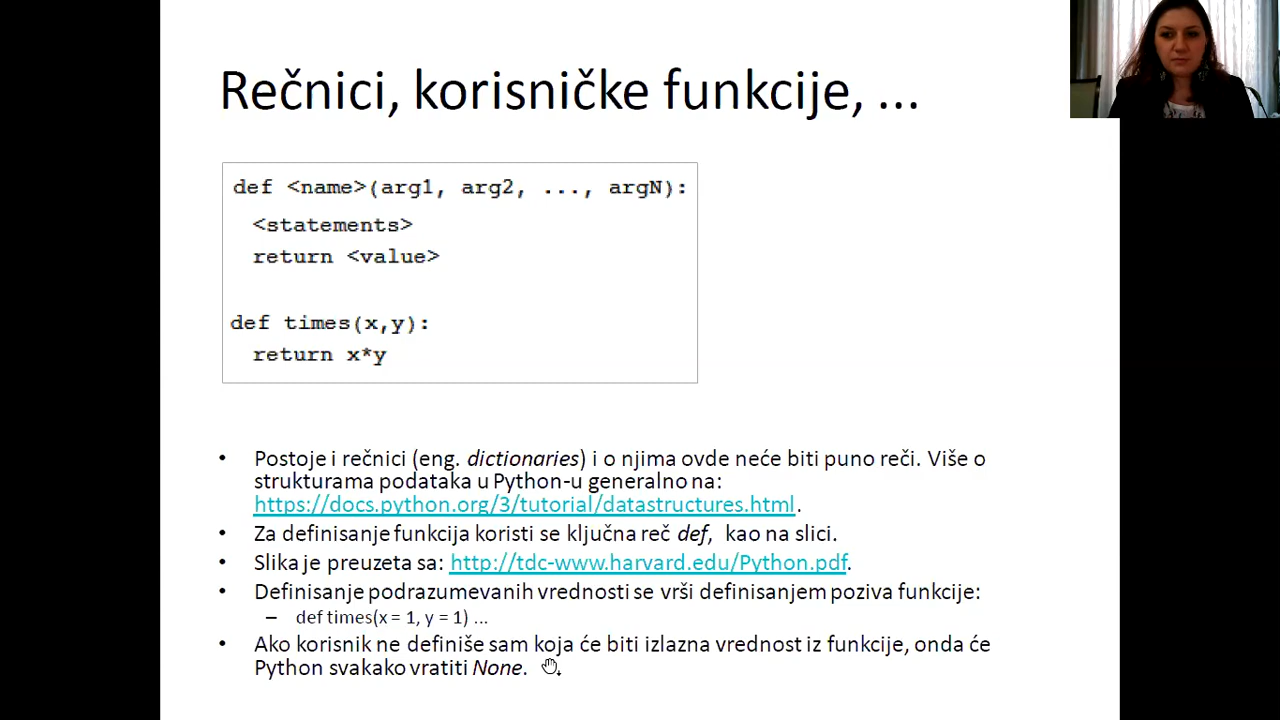 Rečnici, korisničke funkcije, ...
def <name>(arg1, arg2, ..., argN):
<statements>
return <value>
def times(x,y):
return x*y
• Postoje i rečnici (eng. dictionaries) i o njima ovde neće biti puno reči. Više o
strukturama podataka u Python-u generalno na:
https://docs.python.org/3/tutorial/datastructures.html.
• Za definisanje funkcija koristi se ključna reč def, kao na slici.
• Slika je preuzeta sa: http://tdc-www.harvard.edu/Python.pdf.
• Definisanje podrazumevanih vrednosti se vrši definisanjem poziva funkcije:
– def times(x = 1, y = 1) ...
• Ako korisnik ne definiše sam koja će biti izlazna vrednost iz funkcije, onda će
Python svakako vratiti None.